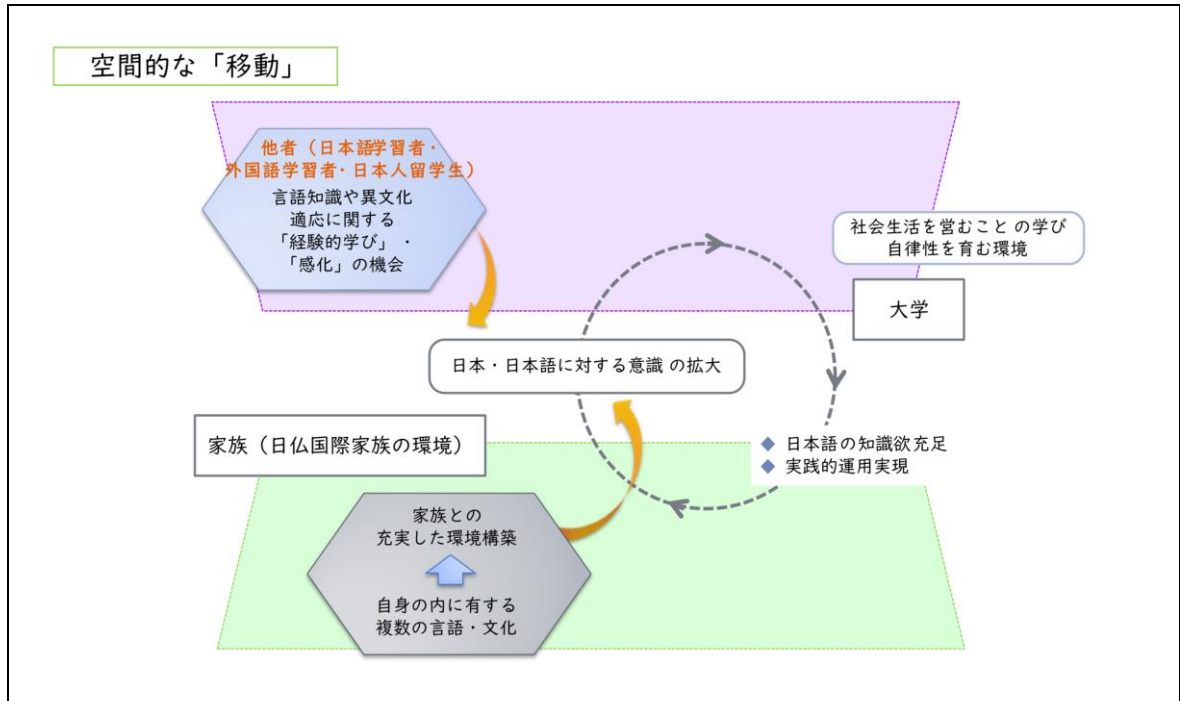 空間的な「移動」
他者（日本語学習者・
外国語学習者・日本人留学生）
言語知識や異文化
適応に関する
「経験的学び」・
「感化」の機会
社会生活を営むこと の学び
自律性を育む環境
大学
日本・日本語に対する意識 の拡大
家族（日仏国際家族の環境）
◆ 日本語の知識欲充足
◆ 実践的運用実現
家族との
充実した環境構築
自身の内に有する
複数の言語・文化